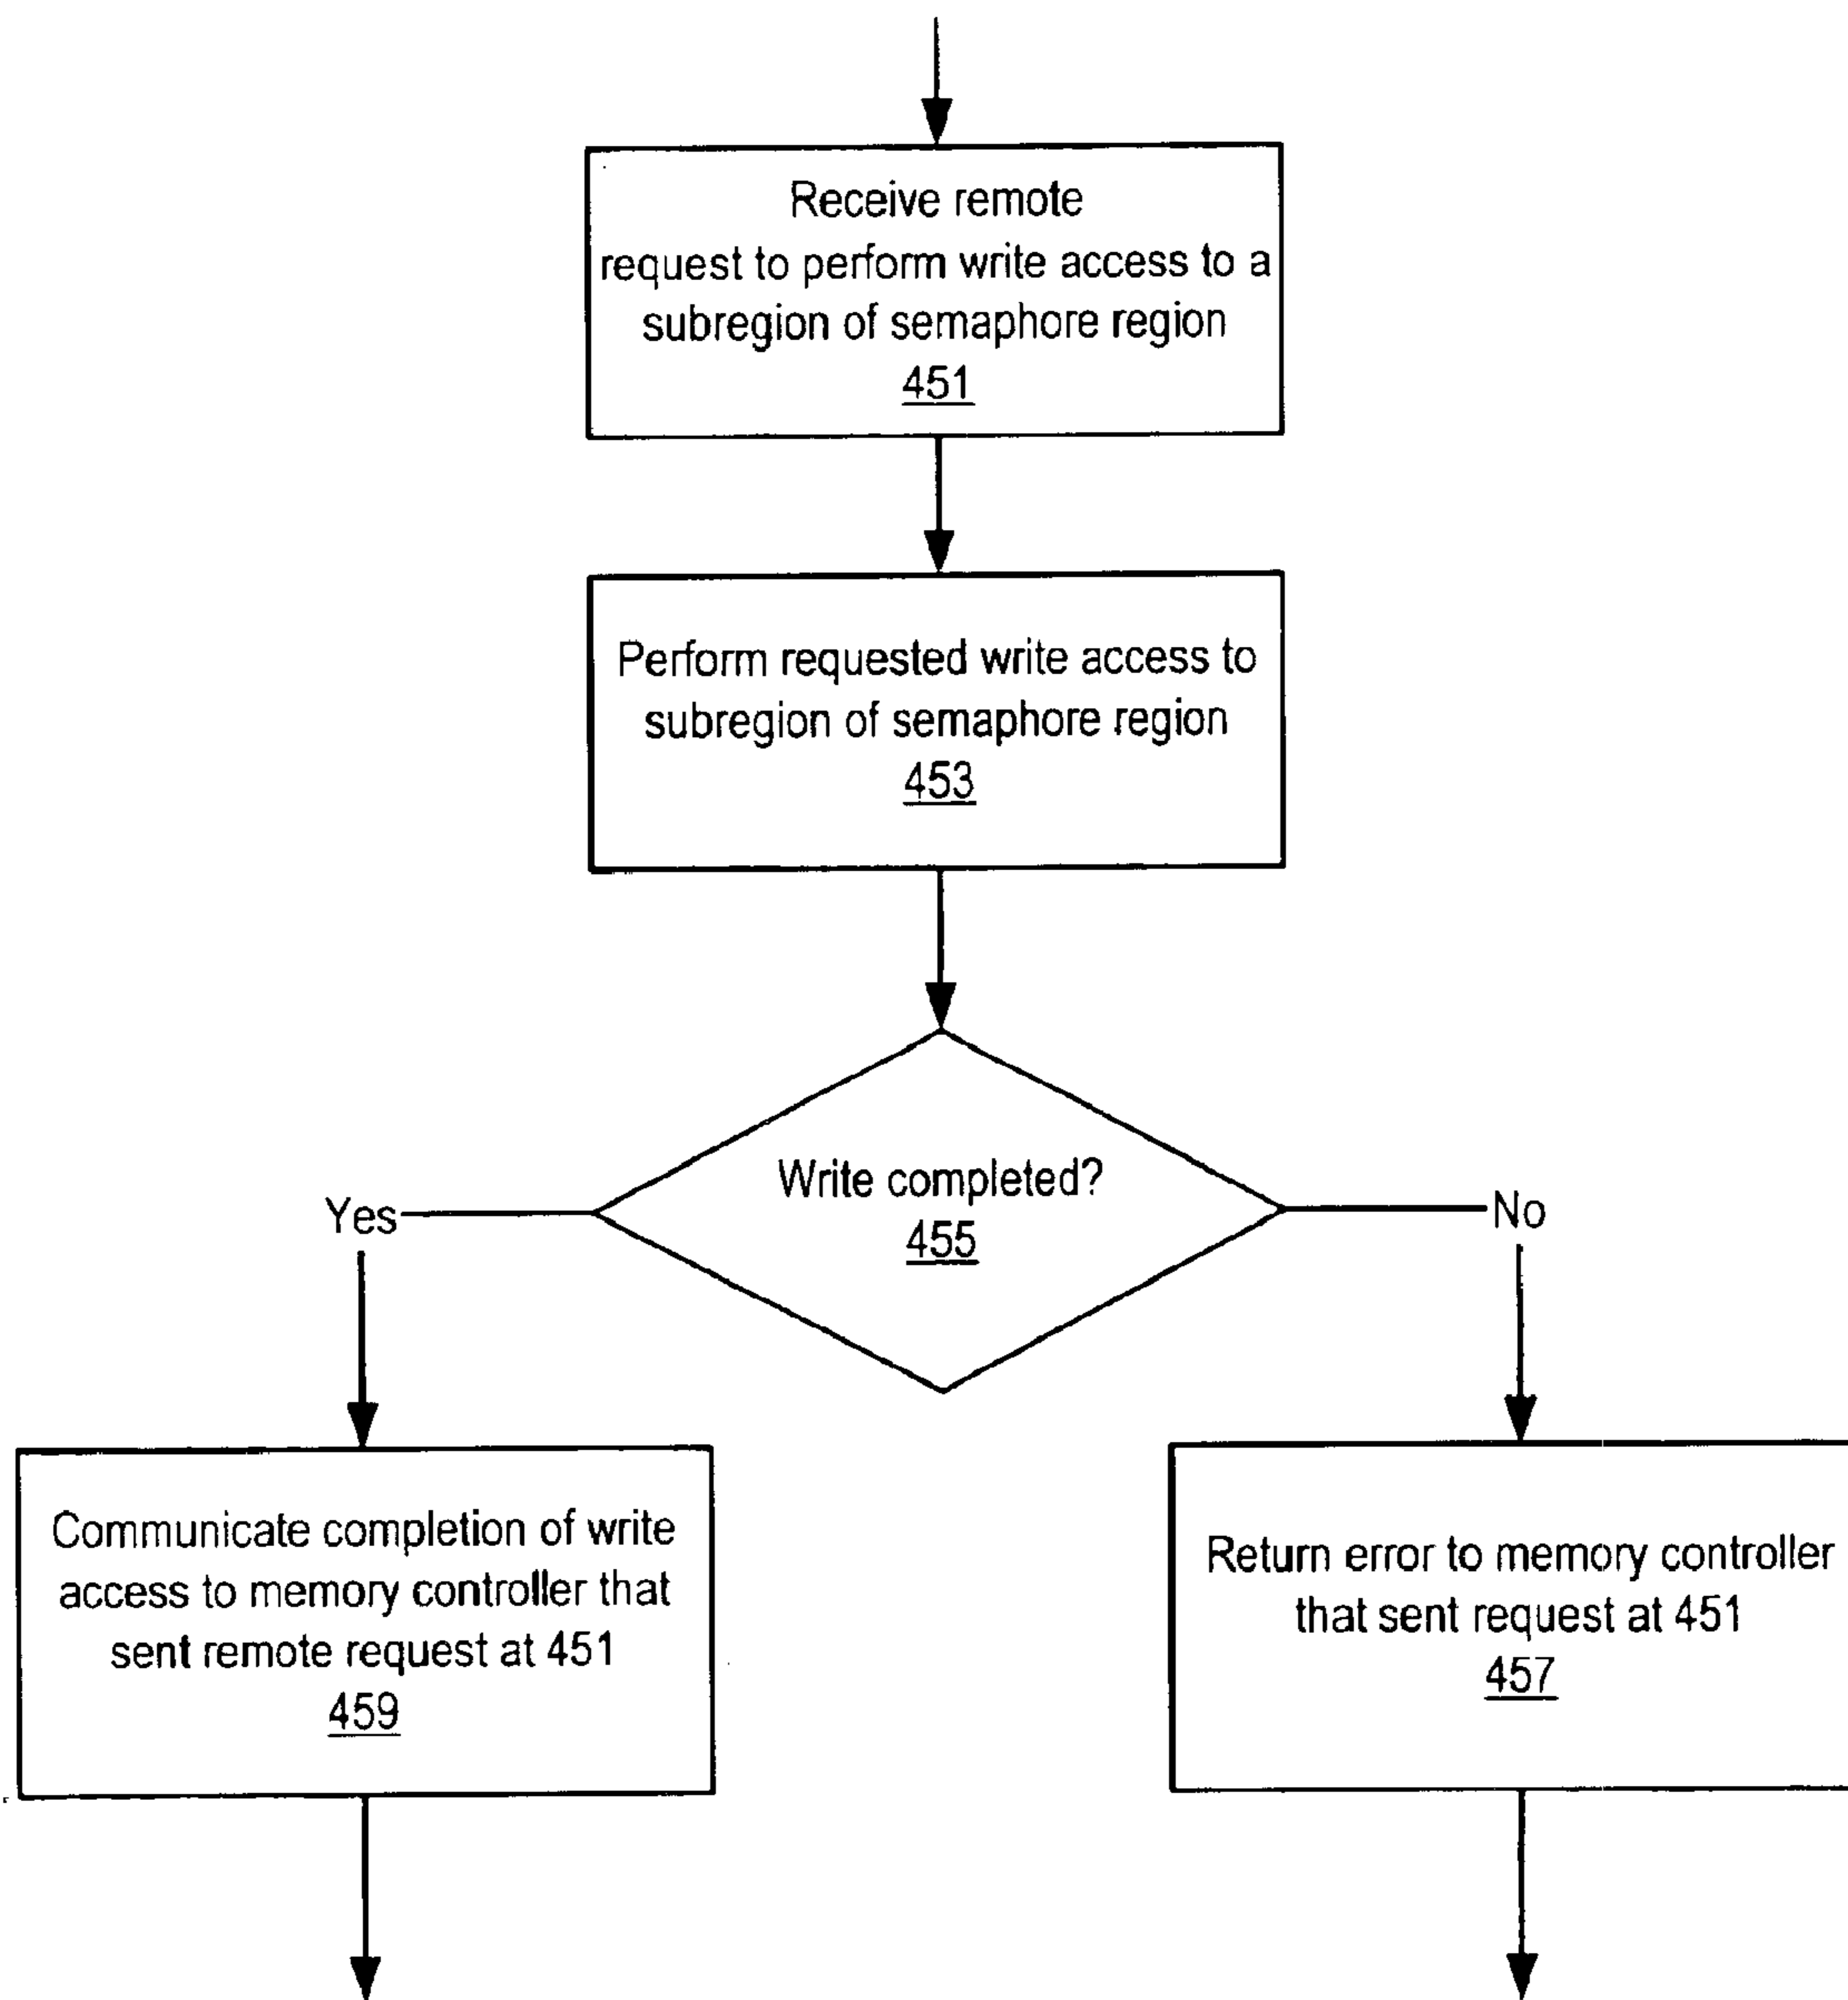 Receive remote
request to perform write access to a
subregion of semaphore region
451
Perform requested write access to
subregion of semaphore region
453
Write completed?
455
Yes
No
Communicate completion of write
access to memory controller that
sent remote request at 451
459
Return error to memory controller
that sent request at 451
457